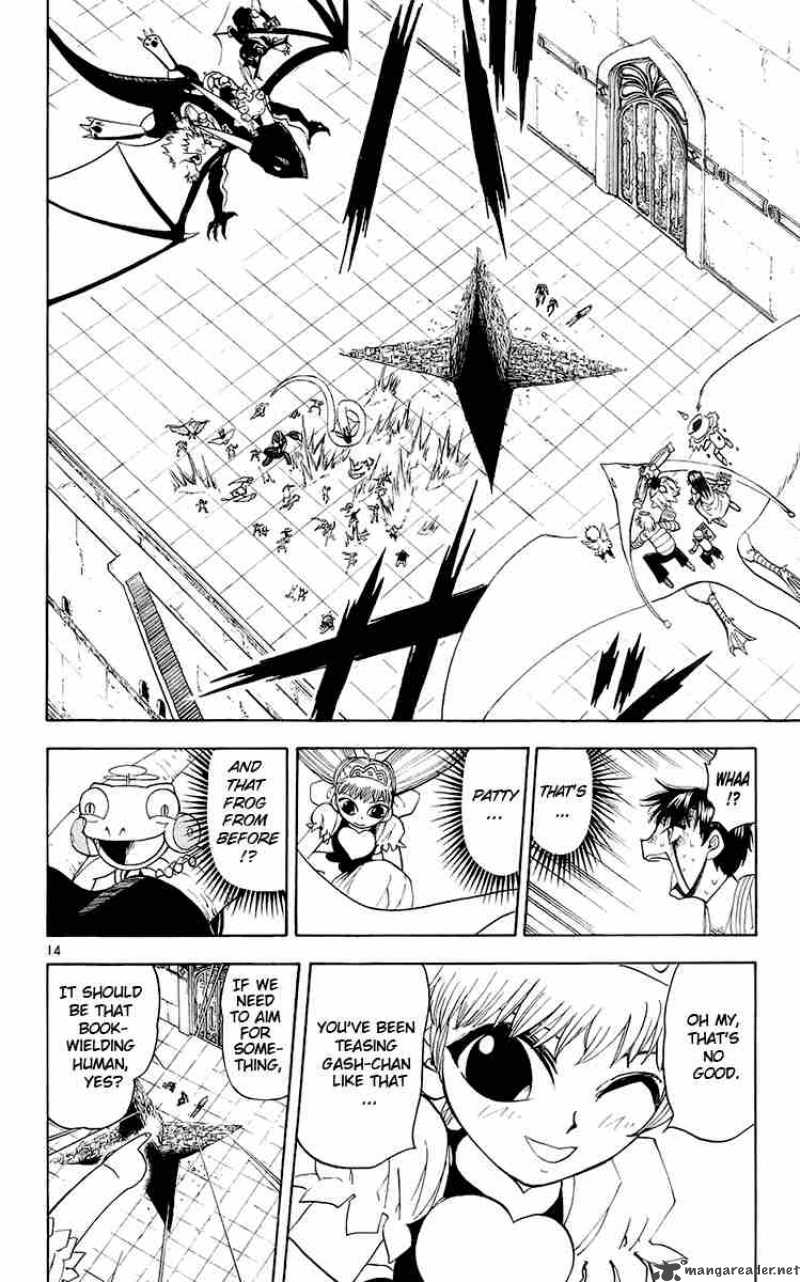 WHAA
!?
THAT'S
...
PATTY
...
AND
THAT
FROG
FROM
BEFORE
!?
14
OH MY,
THAT'S
NO
GOOD.
YOU'VE BEEN
TEASING
GASH-CHAN
LIKE THAT
...
IF WE
NEED
TO AIM
FOR
SOME-
THING,
IT SHOULD
BE THAT
BOOK-
WIELDING
HUMAN,
YES?
mangareader.net